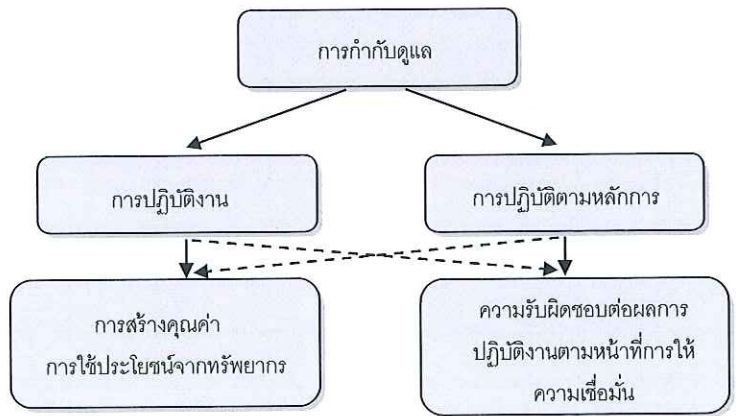 การกำกับดูแล
การปฏิบัติงาน
การปฏิบัติตามหลักการ
การสร้างคุณค่า
การใช้ประโยชน์จากทรัพยากร
ความรับผิดชอบต่อผลการ
ปฏิบัติงานตามหน้าที่การให้
ความเชื่อมั่น